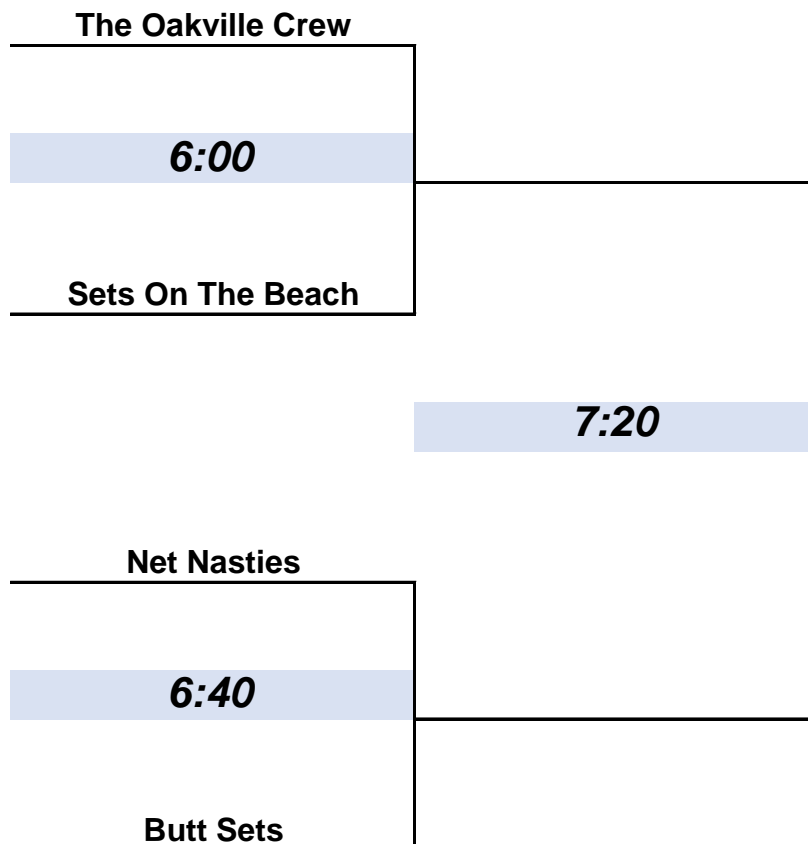 The Oakville Crew
6:00
Sets On The Beach
7:20
Net Nasties
6:40
Butt Sets